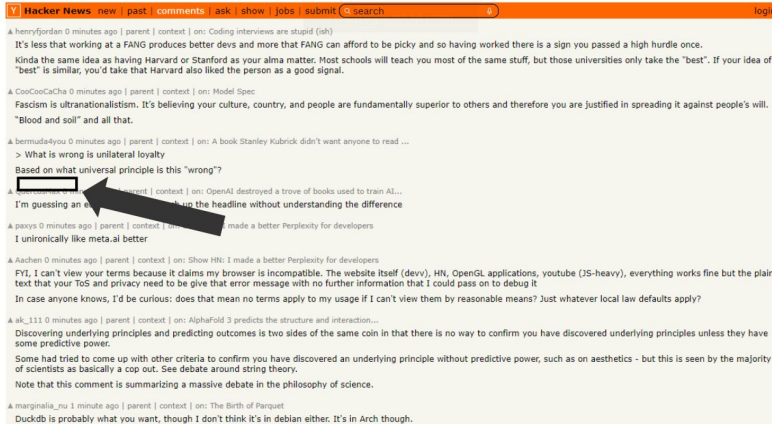 Y Hacker News new | past | comments | ask | show | jobs | submit search login
▲ henryfjordan 0 minutes ago | parent | context | on: Coding interviews are stupid (ish)
It's less that working at a FANG produces better devs and more that FANG can afford to be picky and so having worked there is a sign you passed a high hurdle once.
Kinda the same idea as having Harvard or Stanford as your alma matter. Most schools will teach you most of the same stuff, but those universities only take the "best". If your idea of
"best" is similar, you'd take that Harvard also liked the person as a good signal.
▲ CooCooCaCha 0 minutes ago | parent | context | on: Model Spec
Fascism is ultranationalism. It's believing your culture, country, and people are fundamentally superior to others and therefore you are justified in spreading it against people's will.
"Blood and soil" and all that.
▲ bermuda4you 0 minutes ago | parent | context | on: A book Stanley Kubrick didn't want anyone to read ...
> What is wrong is unilateral loyalty
Based on what universal principle is this "wrong"?
▲ parent | context | on: OpenAI destroyed a trove of books used to train AI...
I'm guessing an up the headline without understanding the difference
▲ paxys 0 minutes ago | parent | context | on: I made a better Perplexity for developers
I unironically like meta.ai better
▲ Aachen 0 minutes ago | parent | context | on: Show HN: I made a better Perplexity for developers
FYI, I can't view your terms because it claims my browser is incompatible. The website itself (devv), HN, OpenGL applications, youtube (JS-heavy), everything works fine but the plain
text that your ToS and privacy need to be give that error message with no further information that I could pass on to debug it
In case anyone knows, I'd be curious: does that mean no terms apply to my usage if I can't view them by reasonable means? Just whatever local law defaults apply?
▲ ak_111 0 minutes ago | parent | context | on: AlphaFold 3 predicts the structure and interaction...
Discovering underlying principles and predicting outcomes is two sides of the same coin in that there is no way to confirm you have discovered underlying principles unless they have
some predictive power.
Some had tried to come up with other criteria to confirm you have discovered an underlying principle without predictive power, such as on aesthetics - but this is seen by the majority
of scientists as basically a cop out. See debate around string theory.
Note that this comment is summarizing a massive debate in the philosophy of science.
▲ marginalia_nu 1 minute ago | parent | context | on: The Birth of Parquet
Duckdb is probably what you want, though I don't think it's in debian either. It's in Arch though.